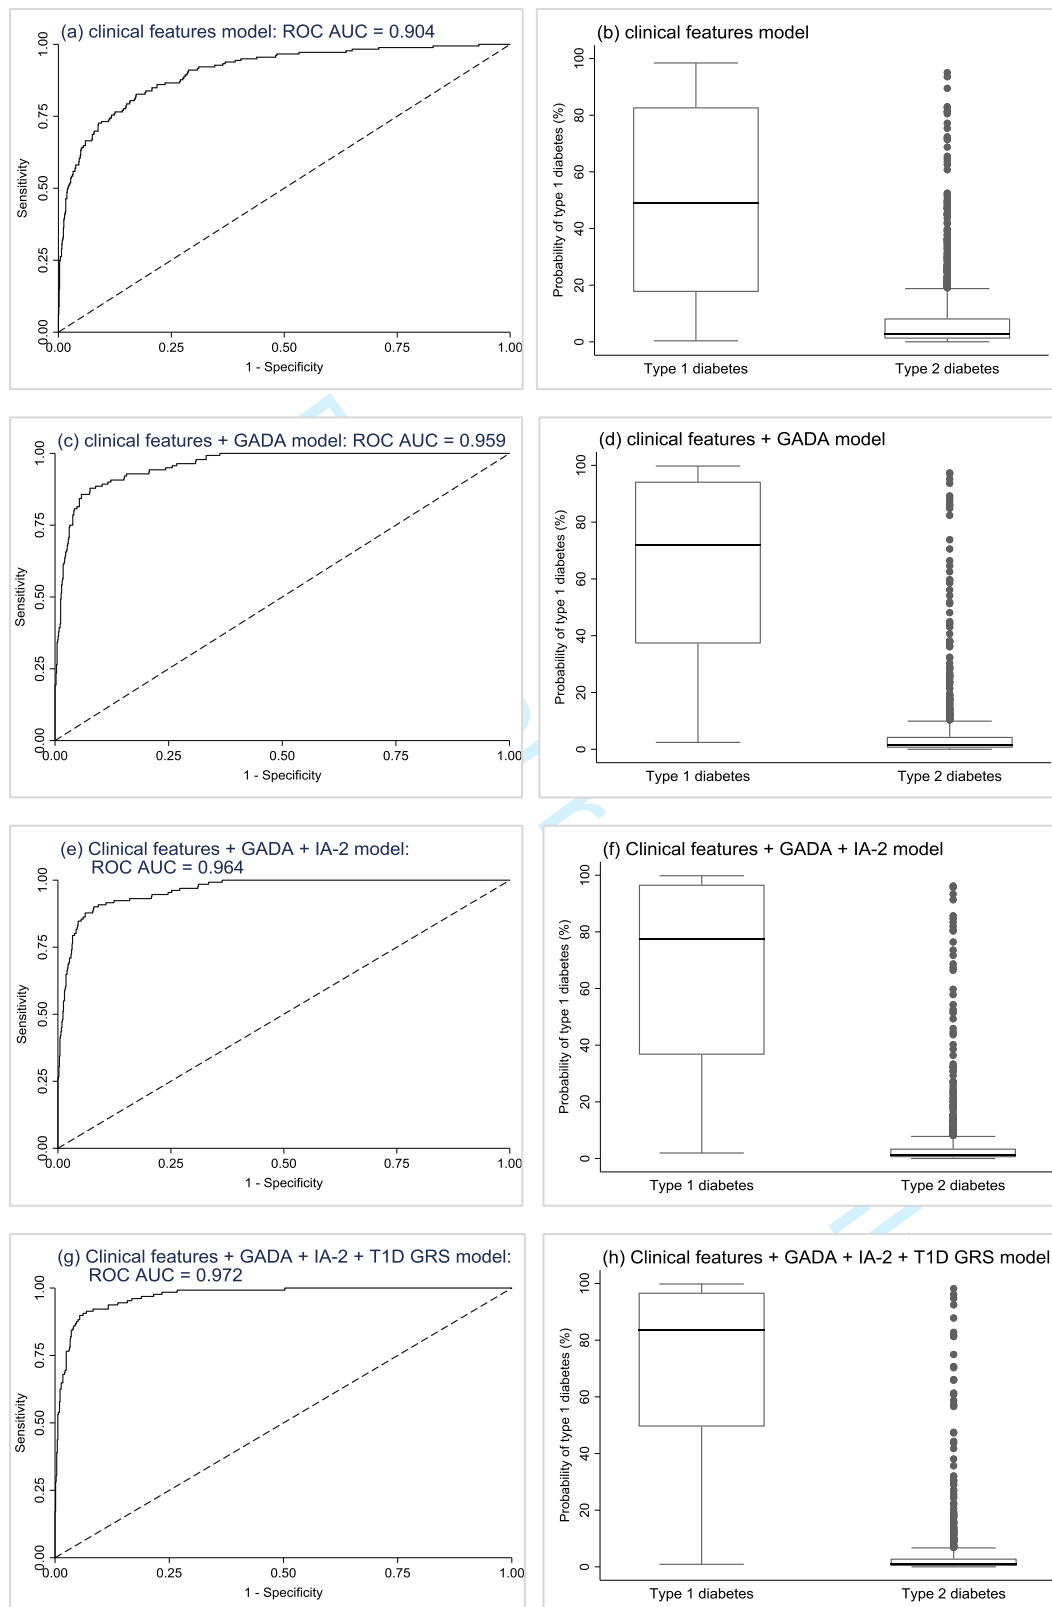 (a) clinical features model: ROC AUC = 0.904
1.00
0.75
0.50
0.25
0.00
Sensitivity
0.00 0.25 0.50 0.75 1.00
1 - Specificity
(b) clinical features model
100
80
60
40
20
0
Probability of type 1 diabetes (%)
Type 1 diabetes Type 2 diabetes
(c) clinical features + GADA model: ROC AUC = 0.959
1.00
0.75
0.50
0.25
0.00
Sensitivity
0.00 0.25 0.50 0.75 1.00
1 - Specificity
(d) clinical features + GADA model
100
80
60
40
20
0
Probability of type 1 diabetes (%)
Type 1 diabetes Type 2 diabetes
(e) Clinical features + GADA + IA-2 model:
ROC AUC = 0.964
1.00
0.75
0.50
0.25
0.00
Sensitivity
0.00 0.25 0.50 0.75 1.00
1 - Specificity
(f) Clinical features + GADA + IA-2 model
100
80
60
40
20
0
Probability of type 1 diabetes (%)
Type 1 diabetes Type 2 diabetes
(g) Clinical features + GADA + IA-2 + T1D GRS model:
ROC AUC = 0.972
1.00
0.75
0.50
0.25
0.00
Sensitivity
0.00 0.25 0.50 0.75 1.00
1 - Specificity
(h) Clinical features + GADA + IA-2 + T1D GRS model
100
80
60
40
20
0
Probability of type 1 diabetes (%)
Type 1 diabetes Type 2 diabetes